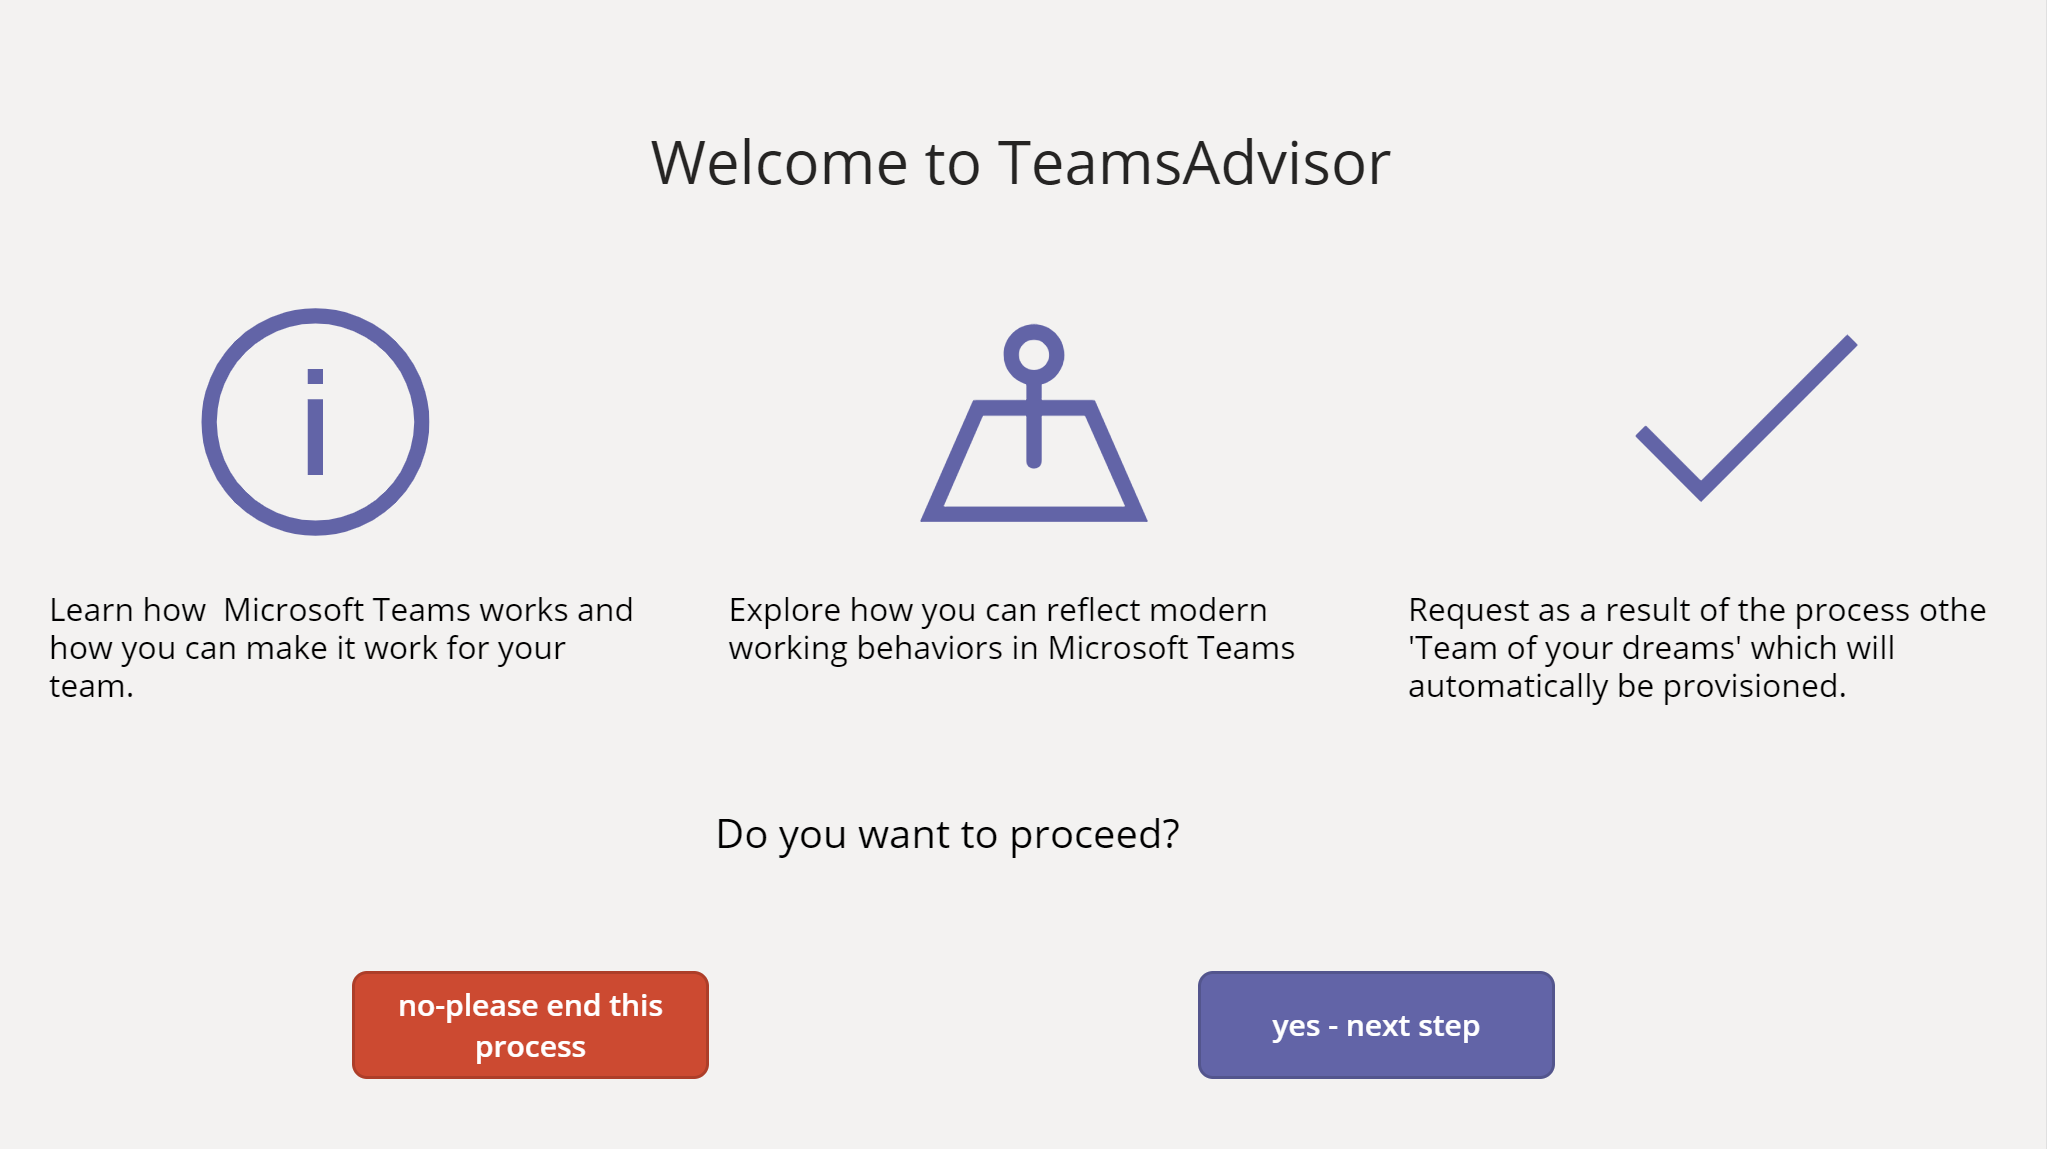 Welcome to TeamsAdvisor
i
Learn how  Microsoft Teams works and
how you can make it work for your
team.
Explore how you can reflect modern
working behaviors in Microsoft Teams
Request as a result of the process othe
'Team of your dreams' which will
automatically be provisioned.
Do you want to proceed?
no-please end this
process
yes - next step